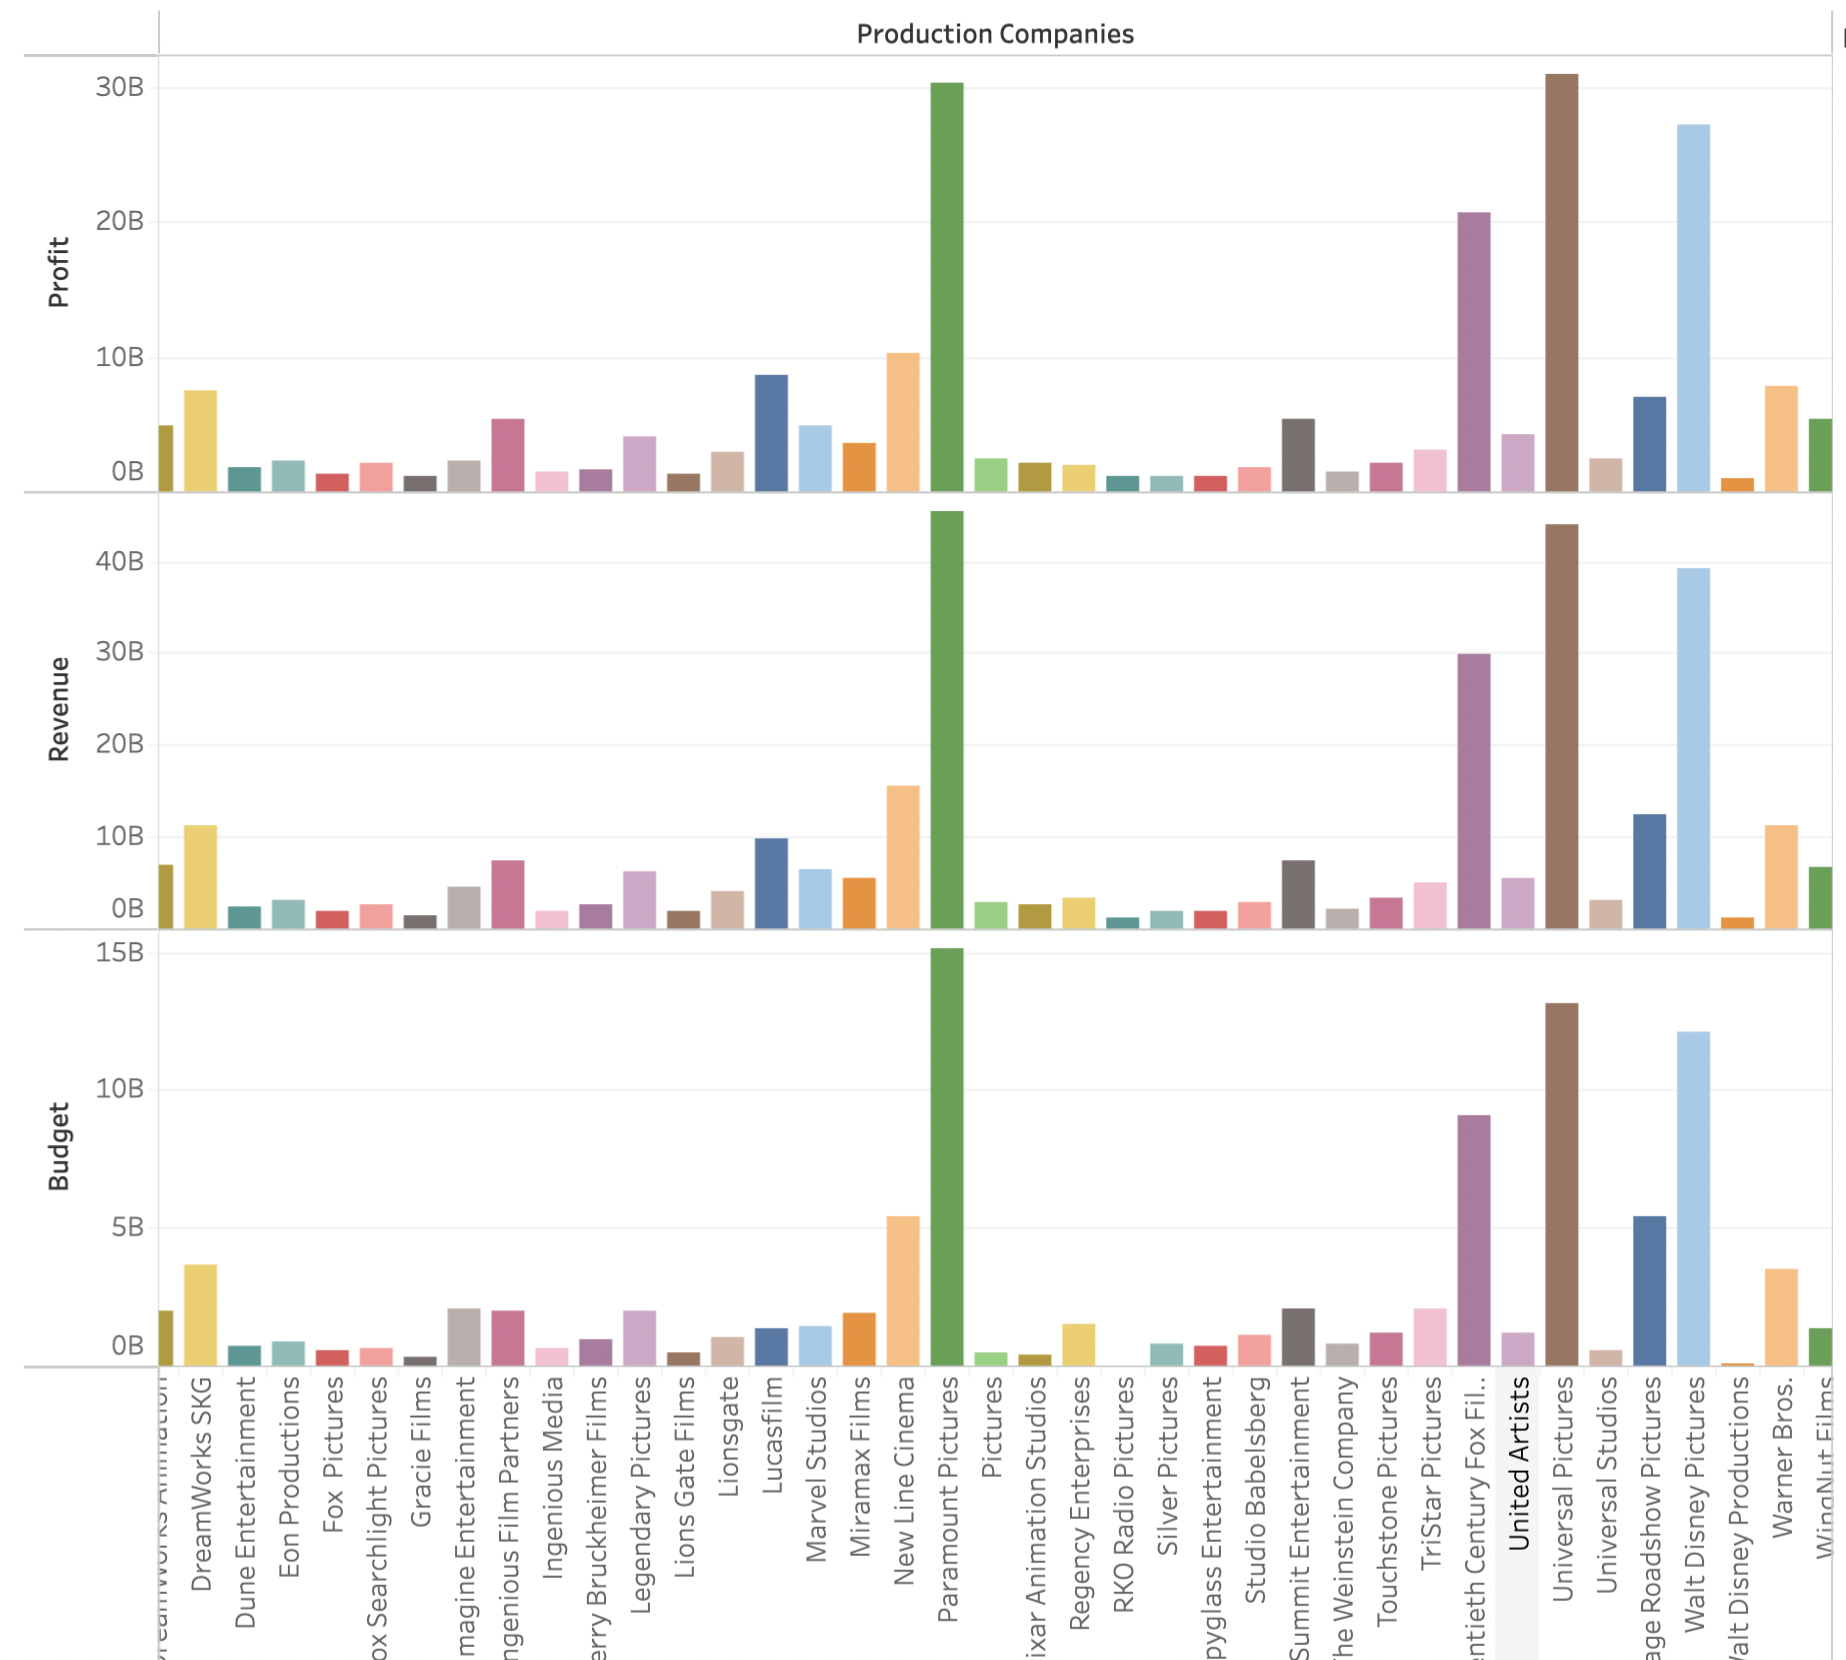 Production Companies
30B
20B
10B
0B
Profit
40B
30B
20B
10B
0B
Revenue
15B
10B
5B
0B
Budget
DreamWorks SKG
Dune Entertainment
Eon Productions
Fox Pictures
ox Searchlight Pictures
Gracie Films
magine Entertainment
ngenious Film Partners
Ingenious Media
erry Bruckheimer Films
Legendary Pictures
Lions Gate Films
Lionsgate
Lucasfilm
Marvel Studios
Miramax Films
New Line Cinema
Paramount Pictures
Pictures
ixar Animation Studios
Regency Enterprises
RKO Radio Pictures
Silver Pictures
pyglass Entertainment
Studio Babelsberg
Summit Entertainment
he Weinstein Company
Touchstone Pictures
TriStar Pictures
entieth Century Fox Fil..
United Artists
Universal Pictures
Universal Studios
age Roadshow Pictures
Walt Disney Pictures
alt Disney Productions
Warner Bros.
WingNut Films